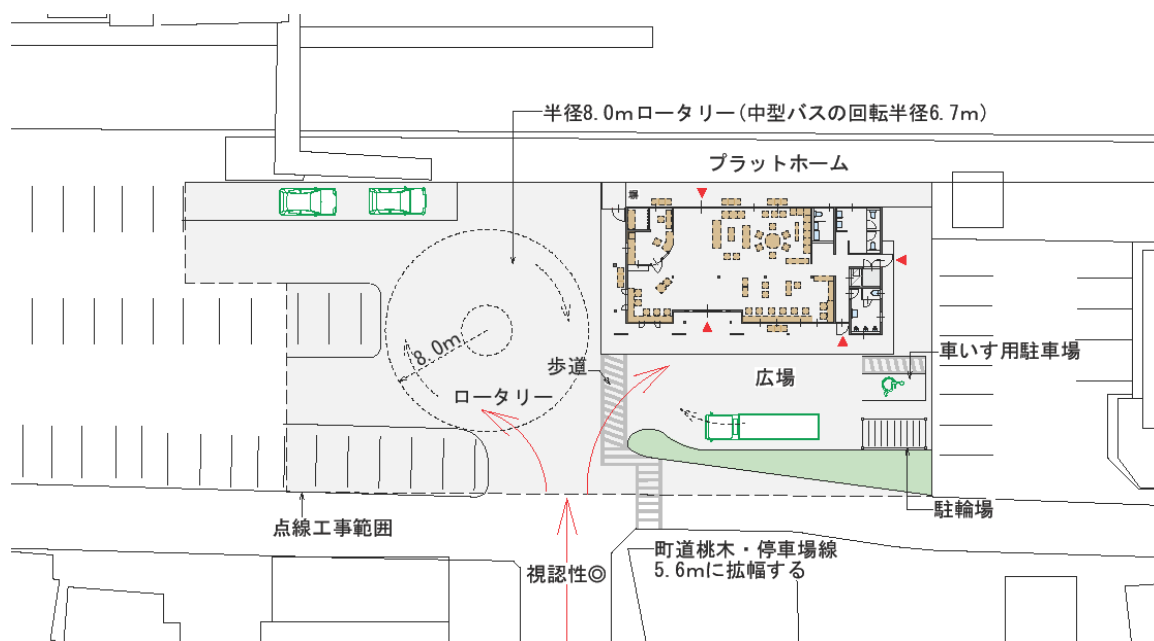 半径8.0mロータリー(中型バスの回転半径6.7m)
プラットホーム
8.0m
ロータリー
歩道
広場
車いす用駐車場
駐輪場
点線工事範囲
視認性◎
町道桃木・停車場線
5.6mに拡幅する